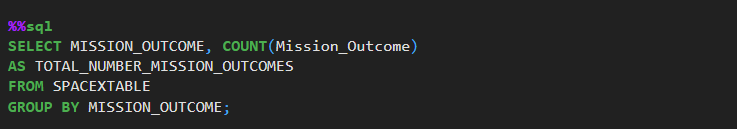 %%sql
SELECT MISSION_OUTCOME, COUNT(Mission_Outcome)
AS TOTAL_NUMBER_MISSION_OUTCOMES
FROM SPACEXTABLE
GROUP BY MISSION_OUTCOME;